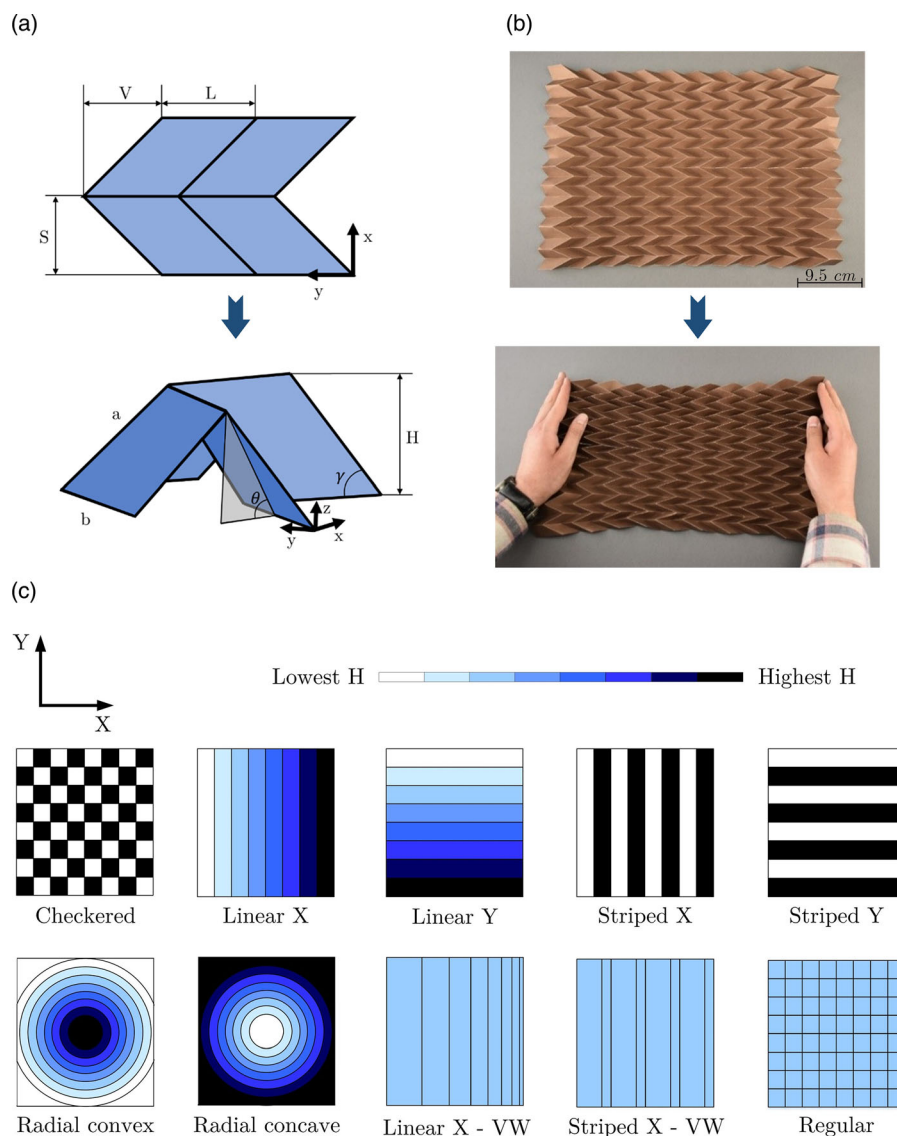 (a)
(b)
V
L
S
x
y
9.5 cm
a
b
H
γ
θ
z
y
x
(c)
Y
X
Lowest H
Highest H
Checkered
Linear X
Linear Y
Striped X
Striped Y
Radial convex
Radial concave
Linear X - VW
Striped X - VW
Regular